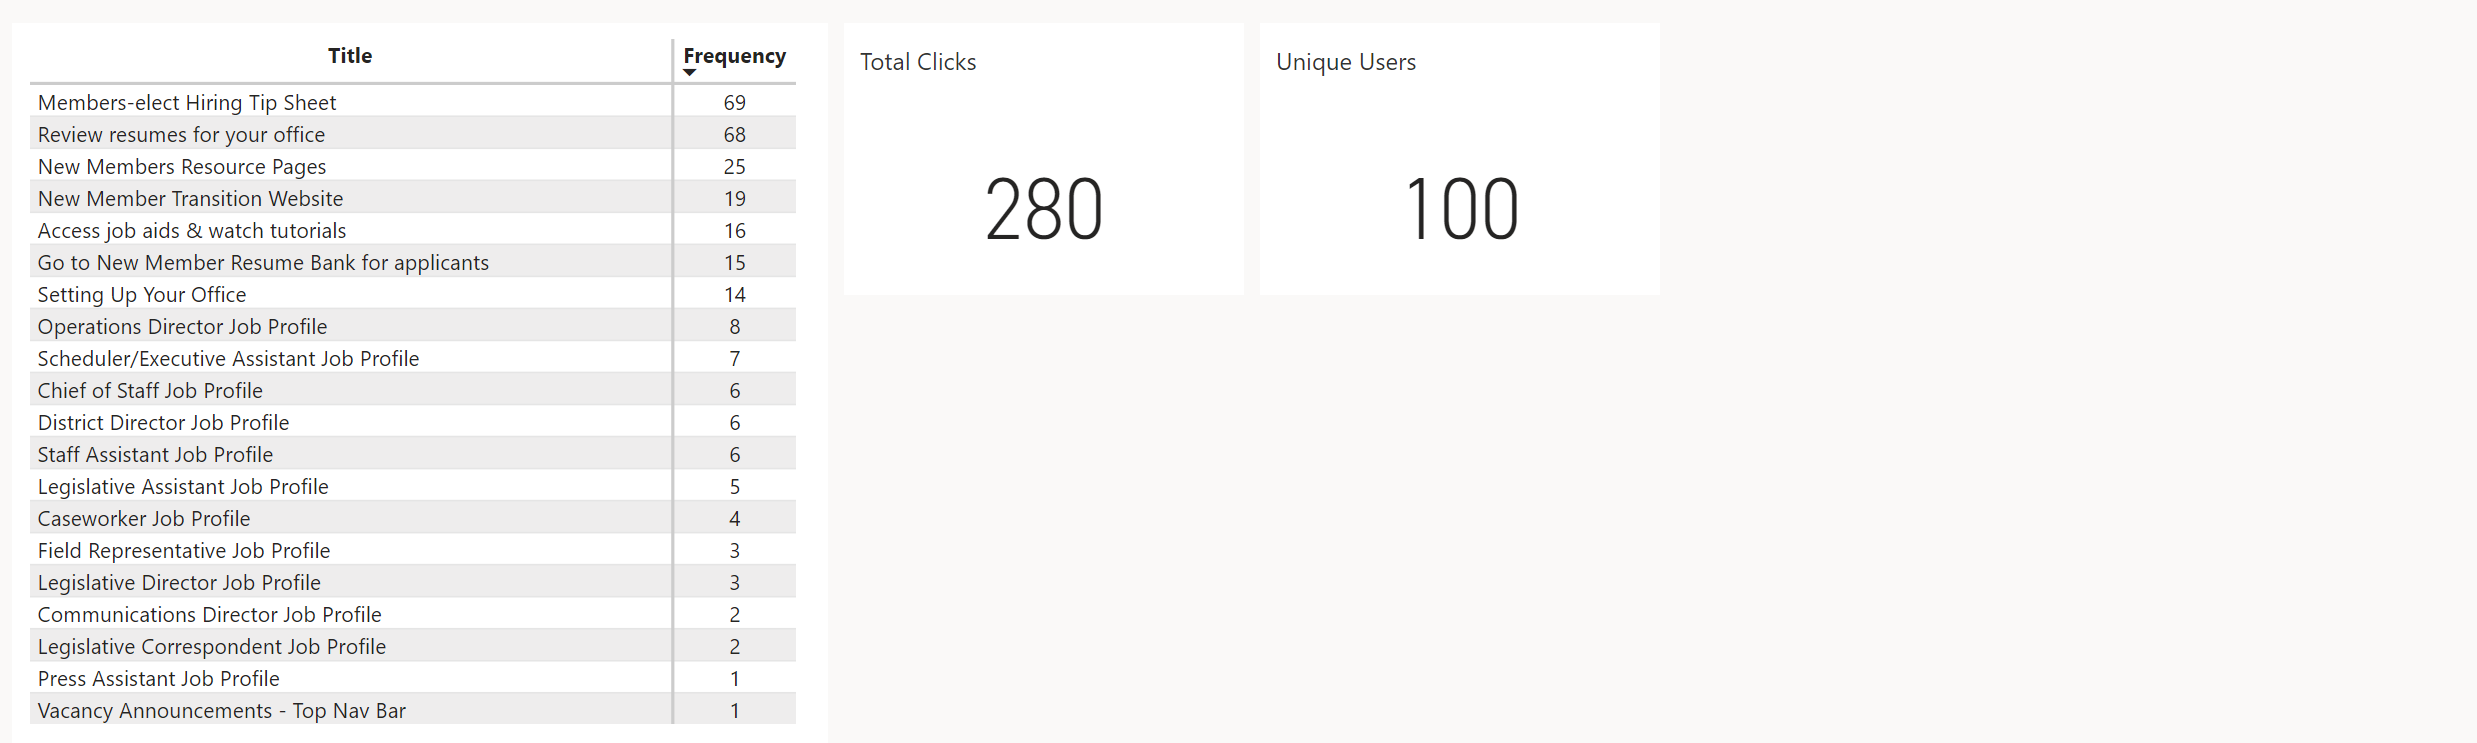 Title Frequency
Members-elect Hiring Tip Sheet 69
Review resumes for your office 68
New Members Resource Pages 25
New Member Transition Website 19
Access job aids & watch tutorials 16
Go to New Member Resume Bank for applicants 15
Setting Up Your Office 14
Operations Director Job Profile 8
Scheduler/Executive Assistant Job Profile 7
Chief of Staff Job Profile 6
District Director Job Profile 6
Staff Assistant Job Profile 6
Legislative Assistant Job Profile 5
Caseworker Job Profile 4
Field Representative Job Profile 3
Legislative Director Job Profile 3
Communications Director Job Profile 2
Legislative Correspondent Job Profile 2
Press Assistant Job Profile 1
Vacancy Announcements - Top Nav Bar 1
Total Clicks
280
Unique Users
100